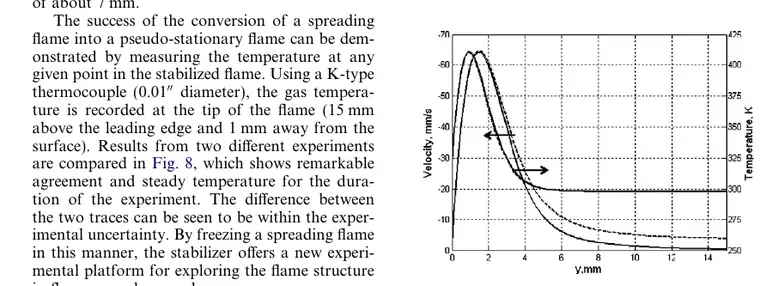 of about 7 mm.
The success of the conversion of a spreading
flame into a pseudo-stationary flame can be dem-
onstrated by measuring the temperature at any
given point in the stabilized flame. Using a K-type
thermocouple (0.01″ diameter), the gas tempera-
ture is recorded at the tip of the flame (15 mm
above the leading edge and 1 mm away from the
surface). Results from two different experiments
are compared in Fig. 8, which shows remarkable
agreement and steady temperature for the dura-
tion of the experiment. The difference between
the two traces can be seen to be within the exper-
imental uncertainty. By freezing a spreading flame
in this manner, the stabilizer offers a new experi-
mental platform for exploring the flame structure
Velocity, mm/s
-70
-60
-50
-40
-30
-20
-10
0
0 2 4 6 8 10 12 14
y,mm
425
400
375
350
325
300
275
250
Temperature, K